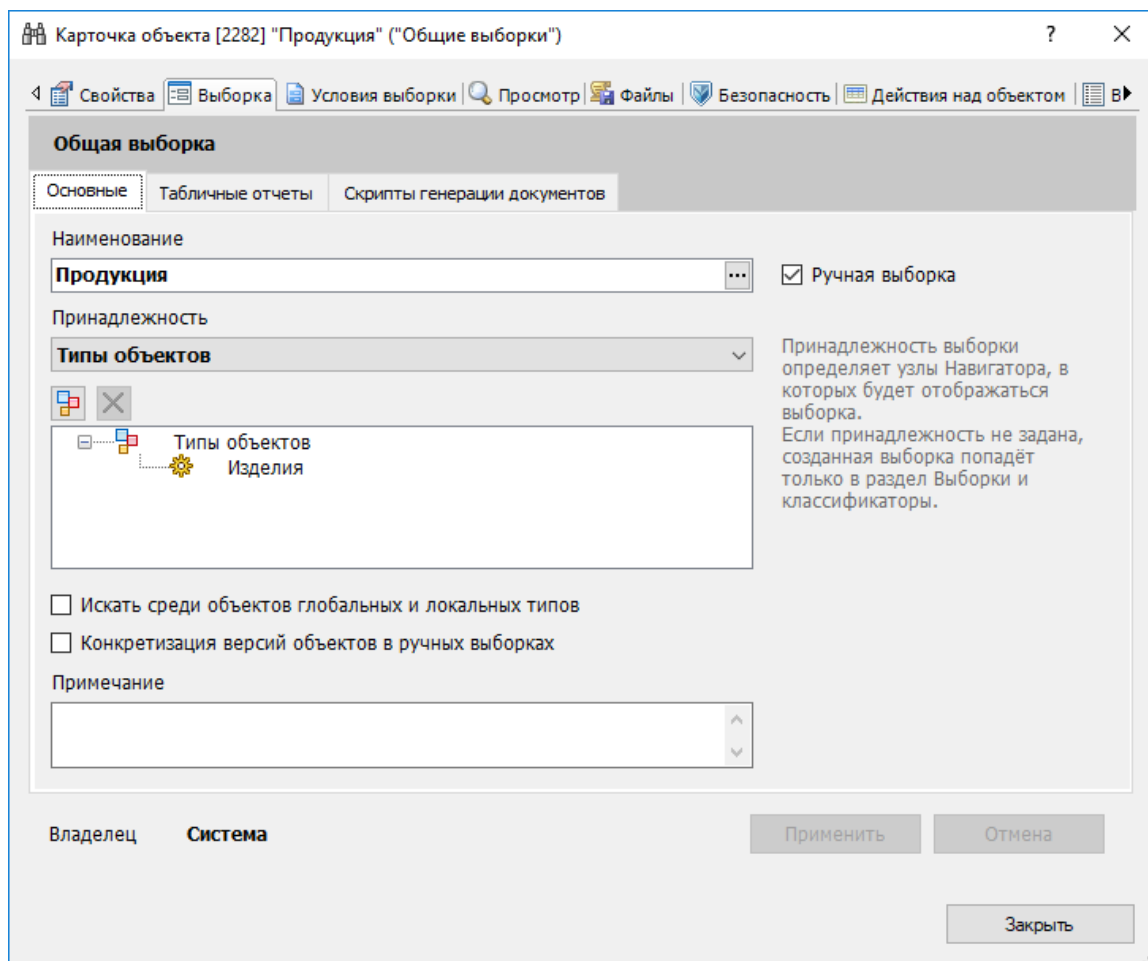 Карточка объекта [2282] "Продукция" ("Общие выборки")
Свойства Выборка Условия выборки Просмотр Файлы Безопасность Действия над объектом В
Общая выборка
Основные Табличные отчеты Скрипты генерации документов
Наименование
Продукция ... Ручная выборка
Принадлежность
Типы объектов
Принадлежность выборки
определяет узлы Навигатора, в
которых будет отображаться
выборка.
Если принадлежность не задана,
созданная выборка попадёт
только в раздел Выборки и
классификаторы.
Типы объектов
Изделия
Искать среди объектов глобальных и локальных типов
Конкретизация версий объектов в ручных выборках
Примечание
Владелец Система Применить Отмена
Закрыть